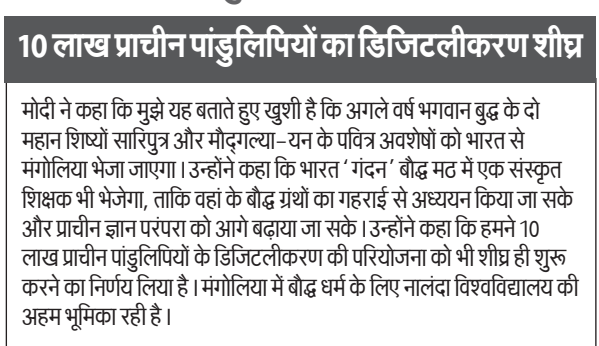 10 लाख प्राचीन पांडुलिपियों का डिजिटलीकरण शीघ्र
मोदी ने कहा कि मुझे यह बताते हुए खुशी है कि अगले वर्ष भगवान बुद्ध के दो
महान शिष्यों सारिपुत्र और मौद्गल्या-यन के पवित्र अवशेषों को भारत से
मंगोलिया भेजा जाएगा। उन्होंने कहा कि भारत ‘गंदन’ बौद्ध मठ में एक संस्कृत
शिक्षक भी भेजेगा, ताकि वहां के बौद्ध ग्रंथों का गहराई से अध्ययन किया जा सके
और प्राचीन ज्ञान परंपरा को आगे बढ़ाया जा सके। उन्होंने कहा कि हमने 10
लाख प्राचीन पांडुलिपियों के डिजिटलीकरण की परियोजना को भी शीघ्र ही शुरू
करने का निर्णय लिया है। मंगोलिया में बौद्ध धर्म के लिए नालंदा विश्वविद्यालय की
अहम भूमिका रही है।